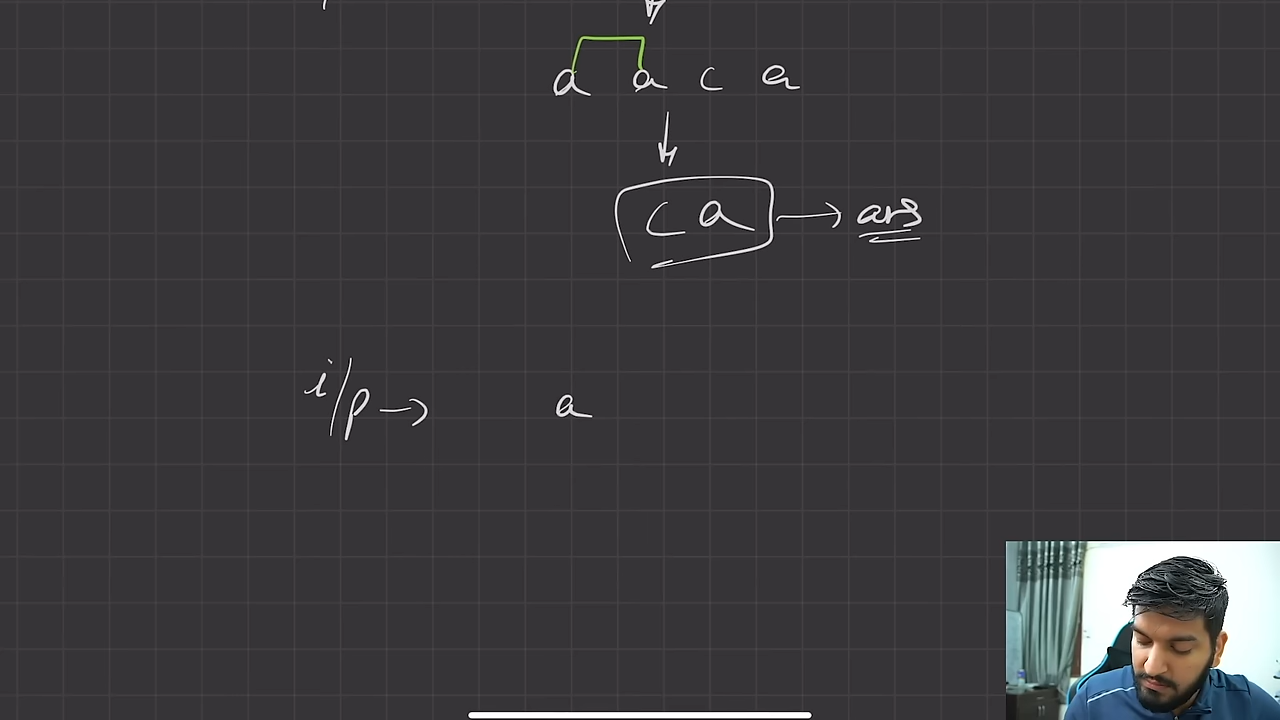 a a c a
c a → ans
i/p → a